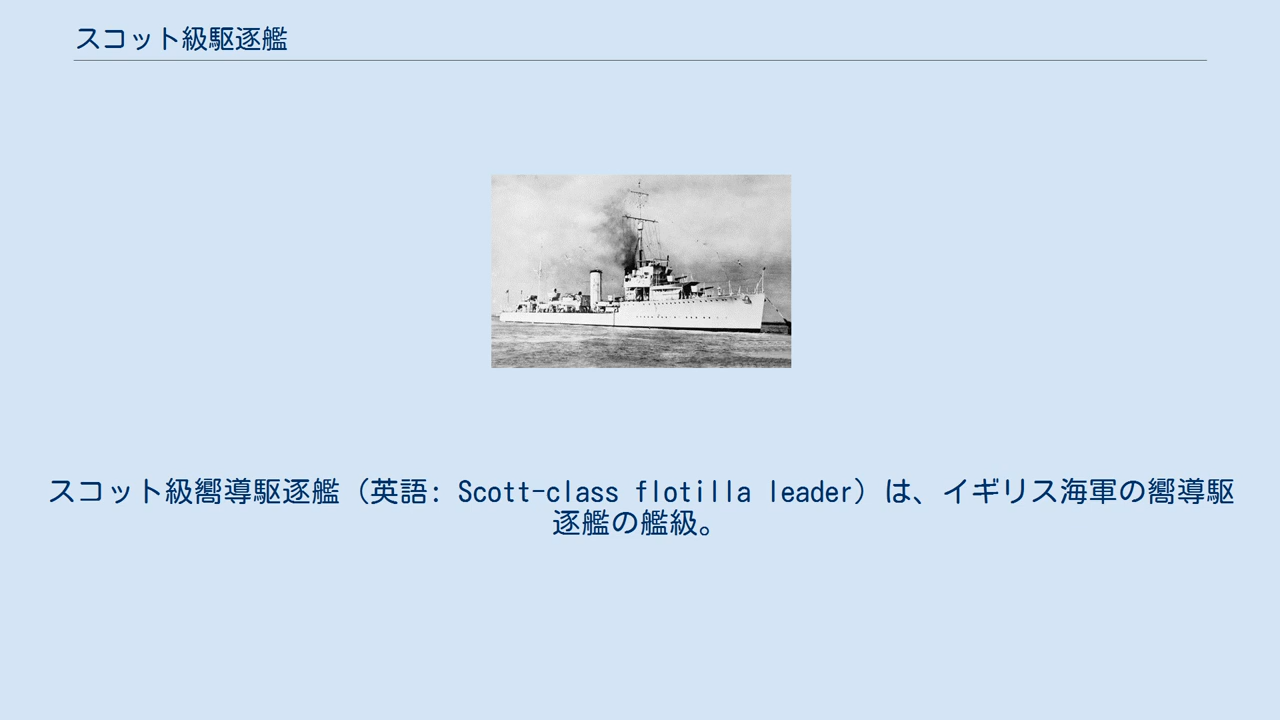 スコット級駆逐艦
スコット級嚮導駆逐艦（英語: Scott-class flotilla leader）は、イギリス海軍の嚮導駆
逐艦の艦級。